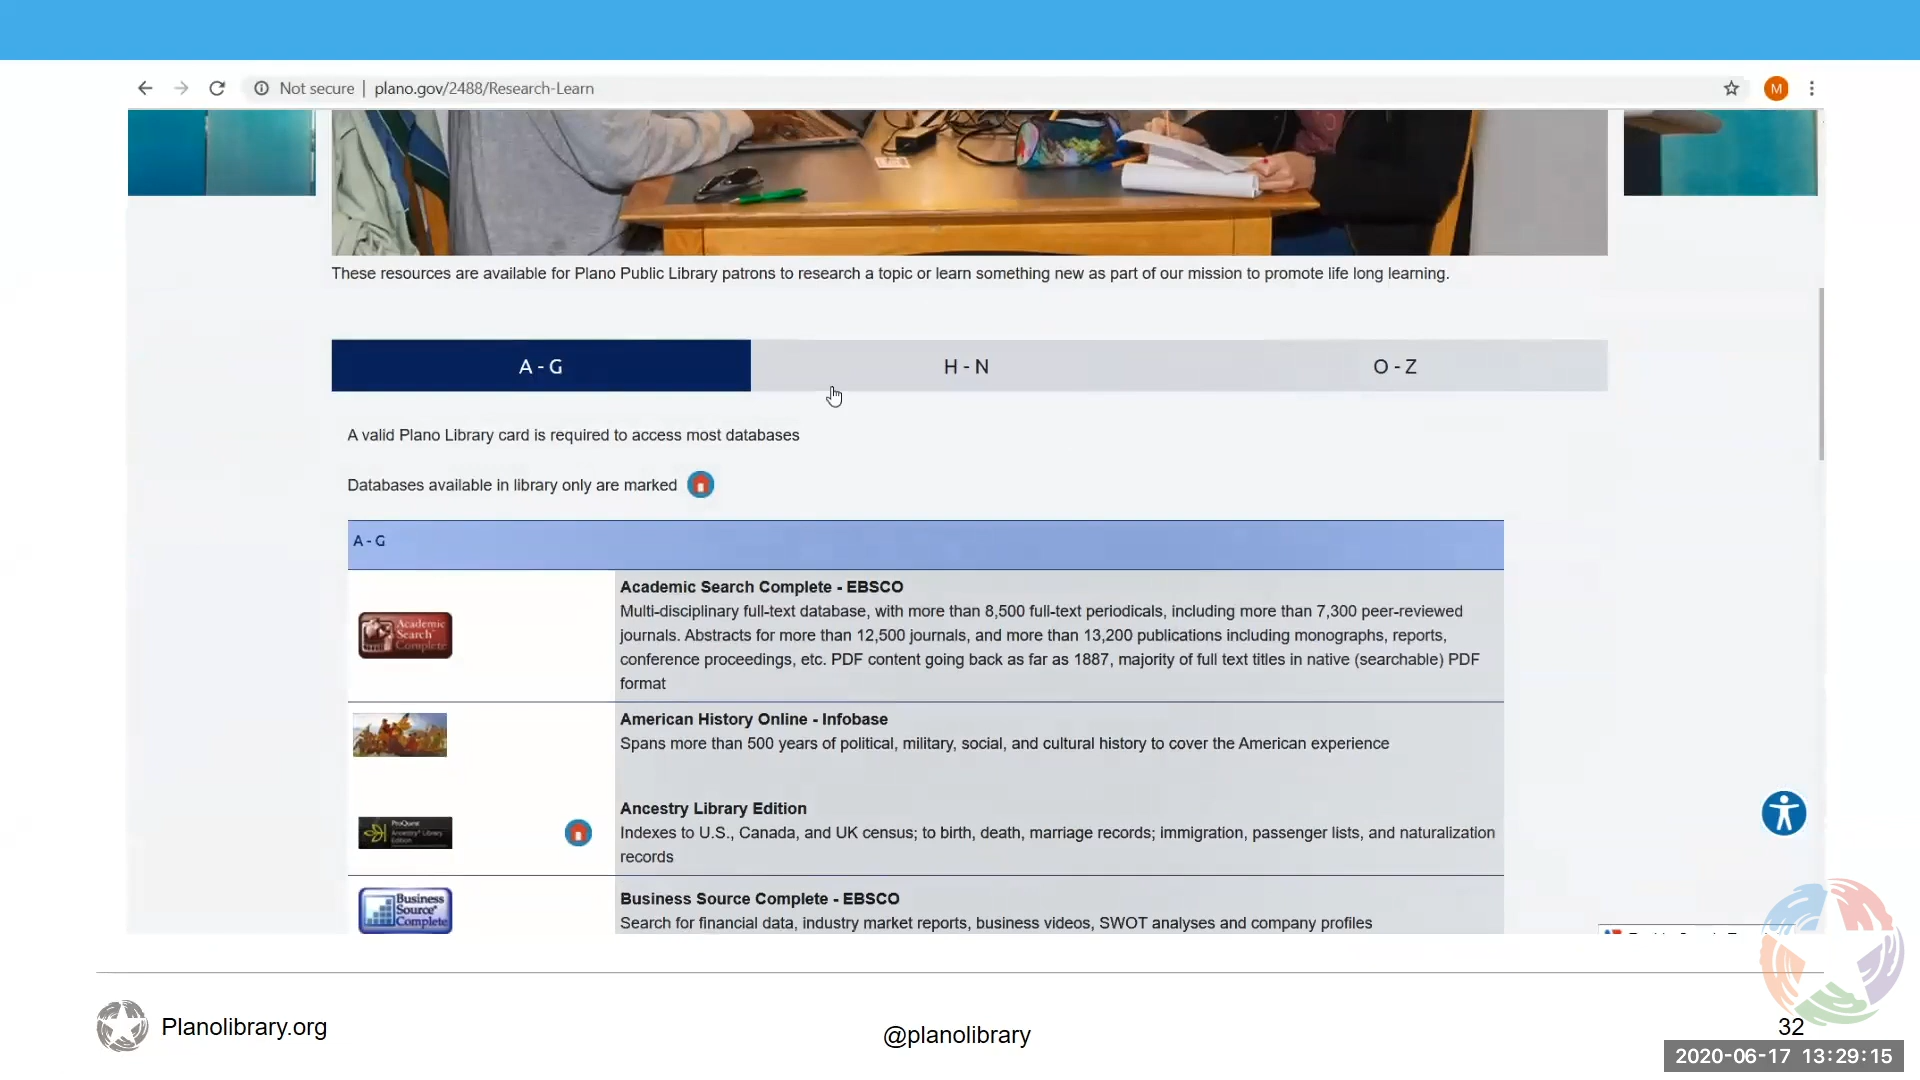 Not secure | plano.gov/2488/Research-Learn
M
These resources are available for Plano Public Library patrons to research a topic or learn something new as part of our mission to promote life long learning.
A - G
H - N
O - Z
A valid Plano Library card is required to access most databases
Databases available in library only are marked
A - G
Academic Search Complete
Academic Search Complete - EBSCO
Multi-disciplinary full-text database, with more than 8,500 full-text periodicals, including more than 7,300 peer-reviewed
journals. Abstracts for more than 12,500 journals, and more than 13,200 publications including monographs, reports,
conference proceedings, etc. PDF content going back as far as 1887, majority of full text titles in native (searchable) PDF
format
American History Online - Infobase
Spans more than 500 years of political, military, social, and cultural history to cover the American experience
ProQuest
Ancestry Library
Edition
Ancestry Library Edition
Indexes to U.S., Canada, and UK census; to birth, death, marriage records; immigration, passenger lists, and naturalization
records
Business
Source
Complete
Business Source Complete - EBSCO
Search for financial data, industry market reports, business videos, SWOT analyses and company profiles
Planolibrary.org
@planolibrary
32
2020-06-17 13:29:15